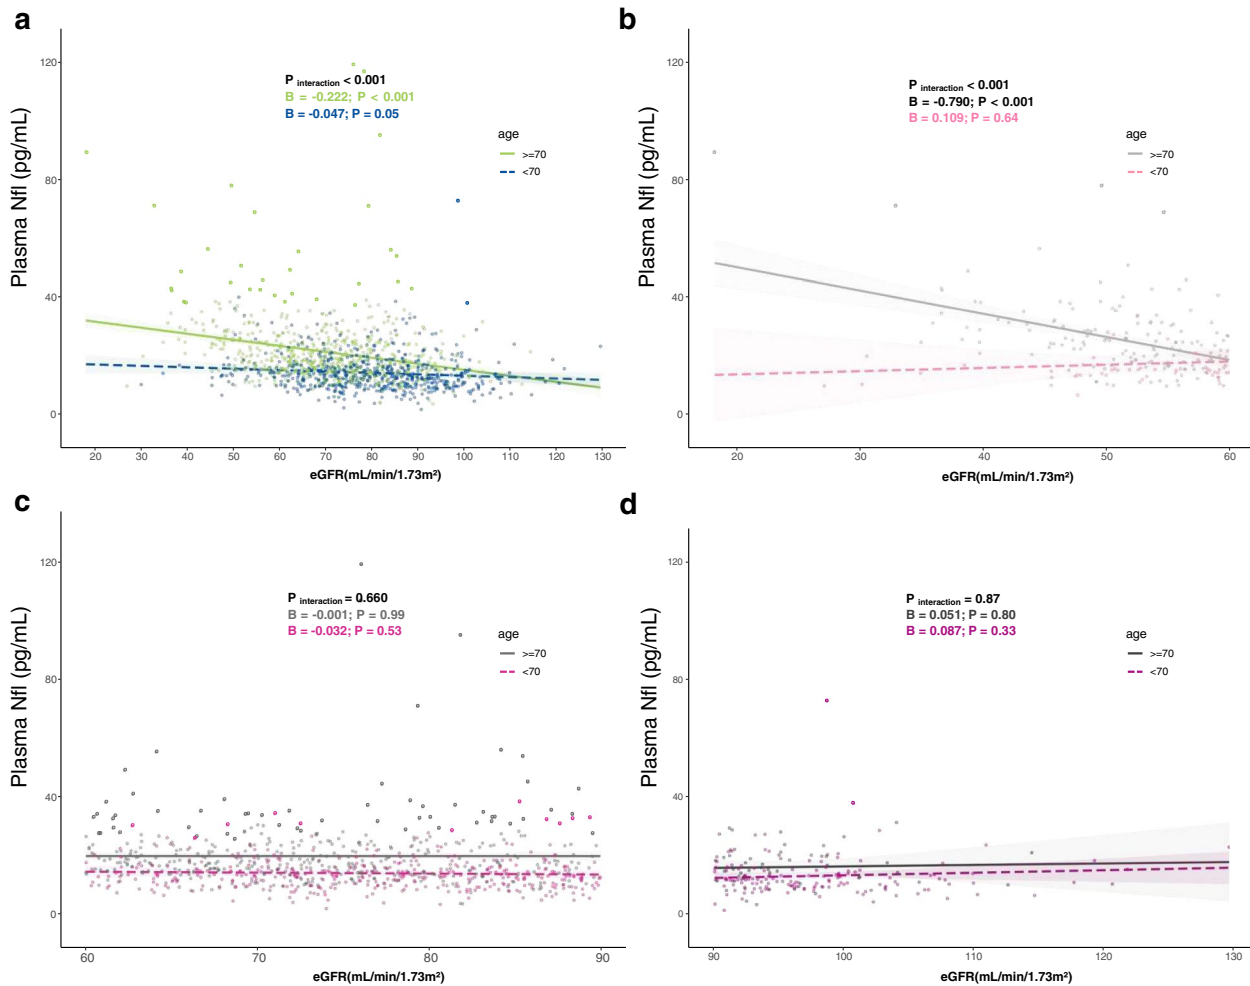 a
P interaction < 0.001
B = -0.222; P < 0.001
B = -0.047; P = 0.05
age
>=70
<70
Plasma Nfl (pg/mL)
120
80
40
0
20 30 40 50 60 70 80 90 100 110 120 130
eGFR(mL/min/1.73m²)
b
P interaction < 0.001
B = -0.790; P < 0.001
B = 0.109; P = 0.64
age
>=70
<70
Plasma Nfl (pg/mL)
120
80
40
0
20 30 40 50 60
eGFR(mL/min/1.73m²)
c
P interaction = 0.660
B = -0.001; P = 0.99
B = -0.032; P = 0.53
age
>=70
<70
Plasma Nfl (pg/mL)
120
80
40
0
60 70 80 90
eGFR(mL/min/1.73m²)
d
P interaction = 0.87
B = 0.051; P = 0.80
B = 0.087; P = 0.33
age
>=70
<70
Plasma Nfl (pg/mL)
120
80
40
0
90 100 110 120 130
eGFR(mL/min/1.73m²)